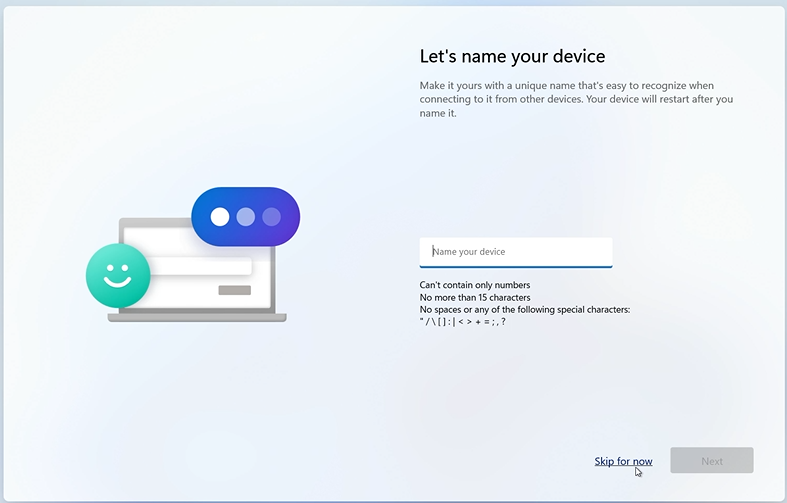 Let's name your device
Make it yours with a unique name that's easy to recognize when
connecting to it from other devices. Your device will restart after you
name it.
Name your device
Can't contain only numbers
No more than 15 characters
No spaces or any of the following special characters:
" / \ [ ] : | < > + = ; , ?
Skip for now
Next